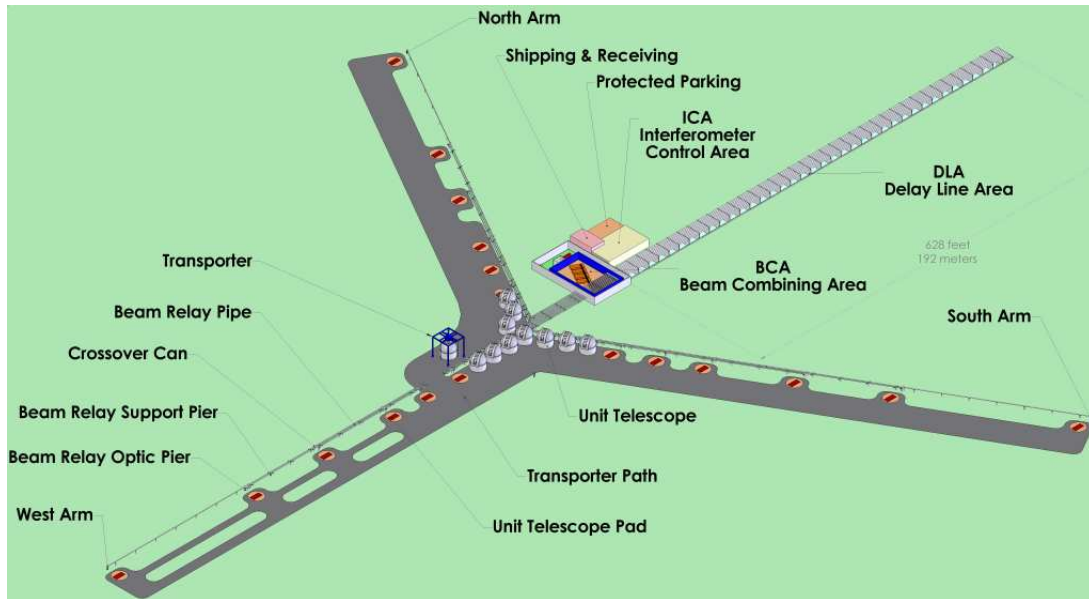 North Arm
Shipping & Receiving
Protected Parking
ICA
Interferometer
Control Area
DLA
Delay Line Area
628 feet
192 meters
Transporter
BCA
Beam Combining Area
Beam Relay Pipe
South Arm
Crossover Can
Beam Relay Support Pier
Unit Telescope
Beam Relay Optic Pier
Transporter Path
West Arm
Unit Telescope Pad